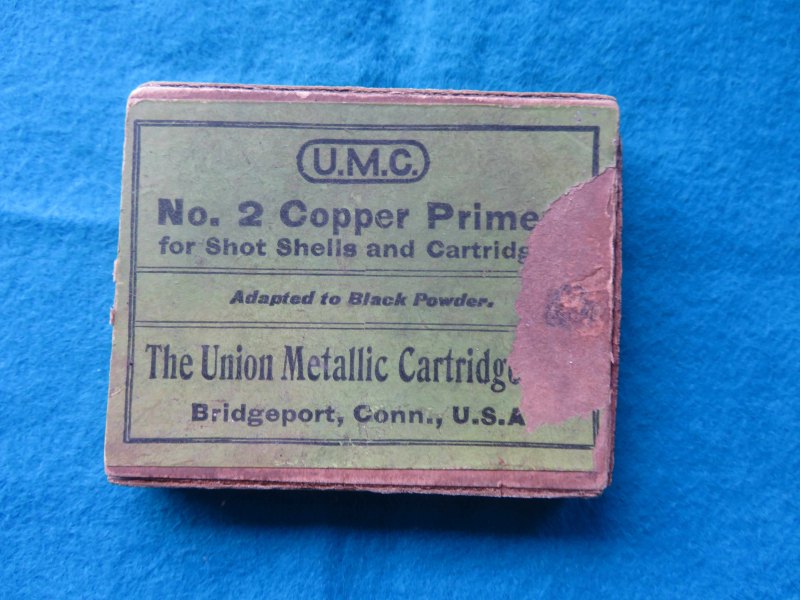 U.M.C.
No. 2 Copper Prime
for Shot Shells and Cartridg
Adapted to Black Powder.
The Union Metallic Cartridge
Bridgeport, Conn., U.S.A